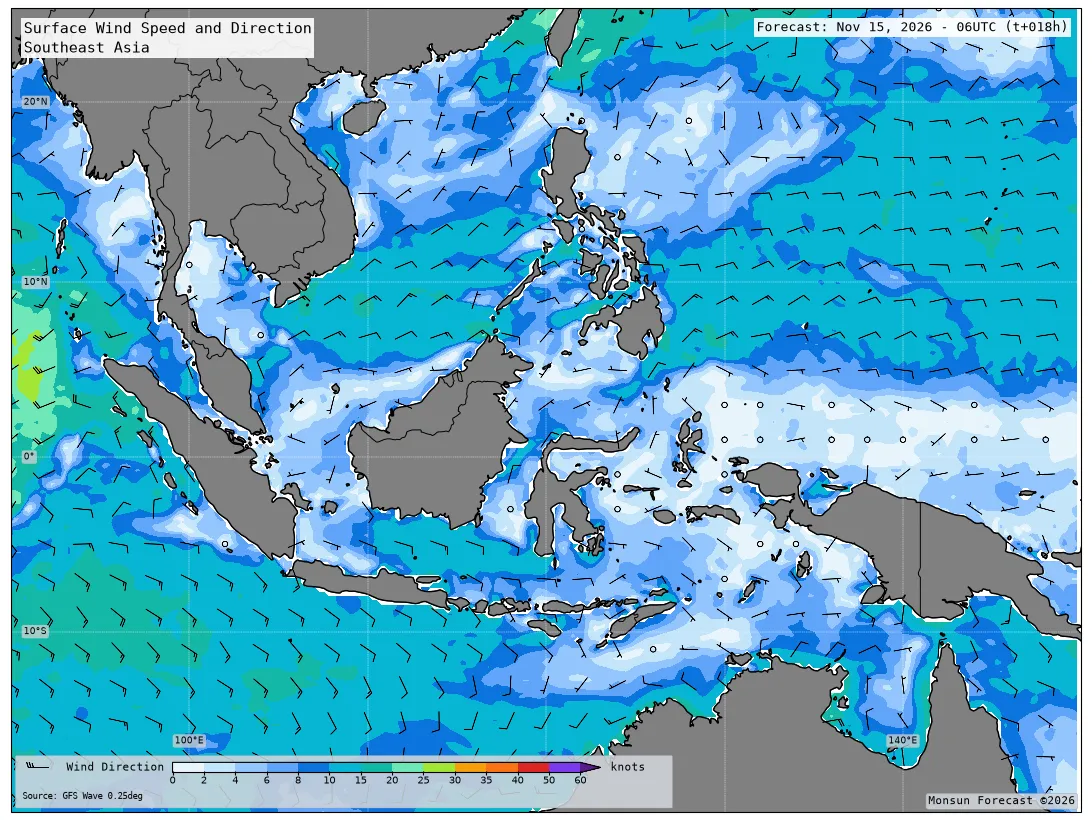 Surface Wind Speed and Direction
Southeast Asia
Forecast: Nov 15, 2026 - 06UTC (t+018h)
20°N
10°N
0°
10°S
100°E
140°E
Wind Direction
0 2 4 6 8 10 15 20 25 30 35 40 50 60
knots
Source: GFS Wave 0.25deg
Monsun Forecast ©2026